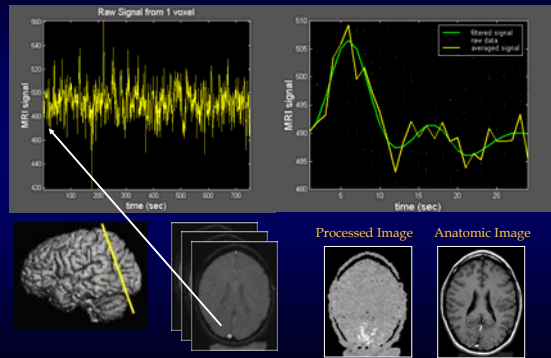 Raw Signal from 1 voxel
560
540
520
500
480
460
440
420
MRI signal
100 200 300 400 500 600 700
time (sec)
510
505
500
495
490
485
480
MRI signal
filtered signal
raw data
averaged signal
5 10 15 20 25
time (sec)
Processed Image
Anatomic Image